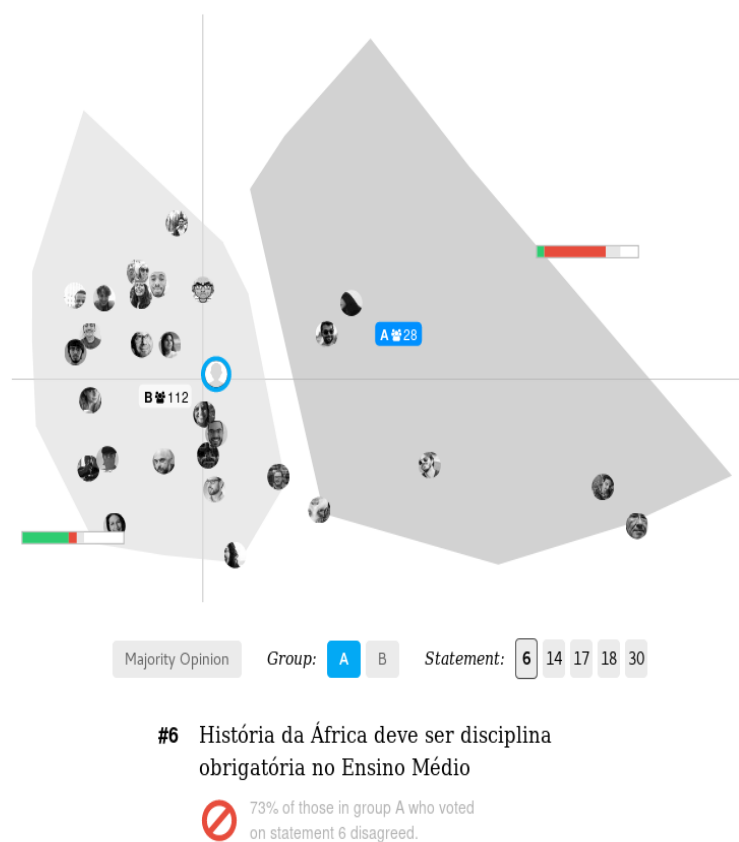 A 28
B 112
Majority Opinion Group: A B Statement: 6 14 17 18 30
#6 História da África deve ser disciplina
obrigatória no Ensino Médio
73% of those in group A who voted
on statement 6 disagreed.